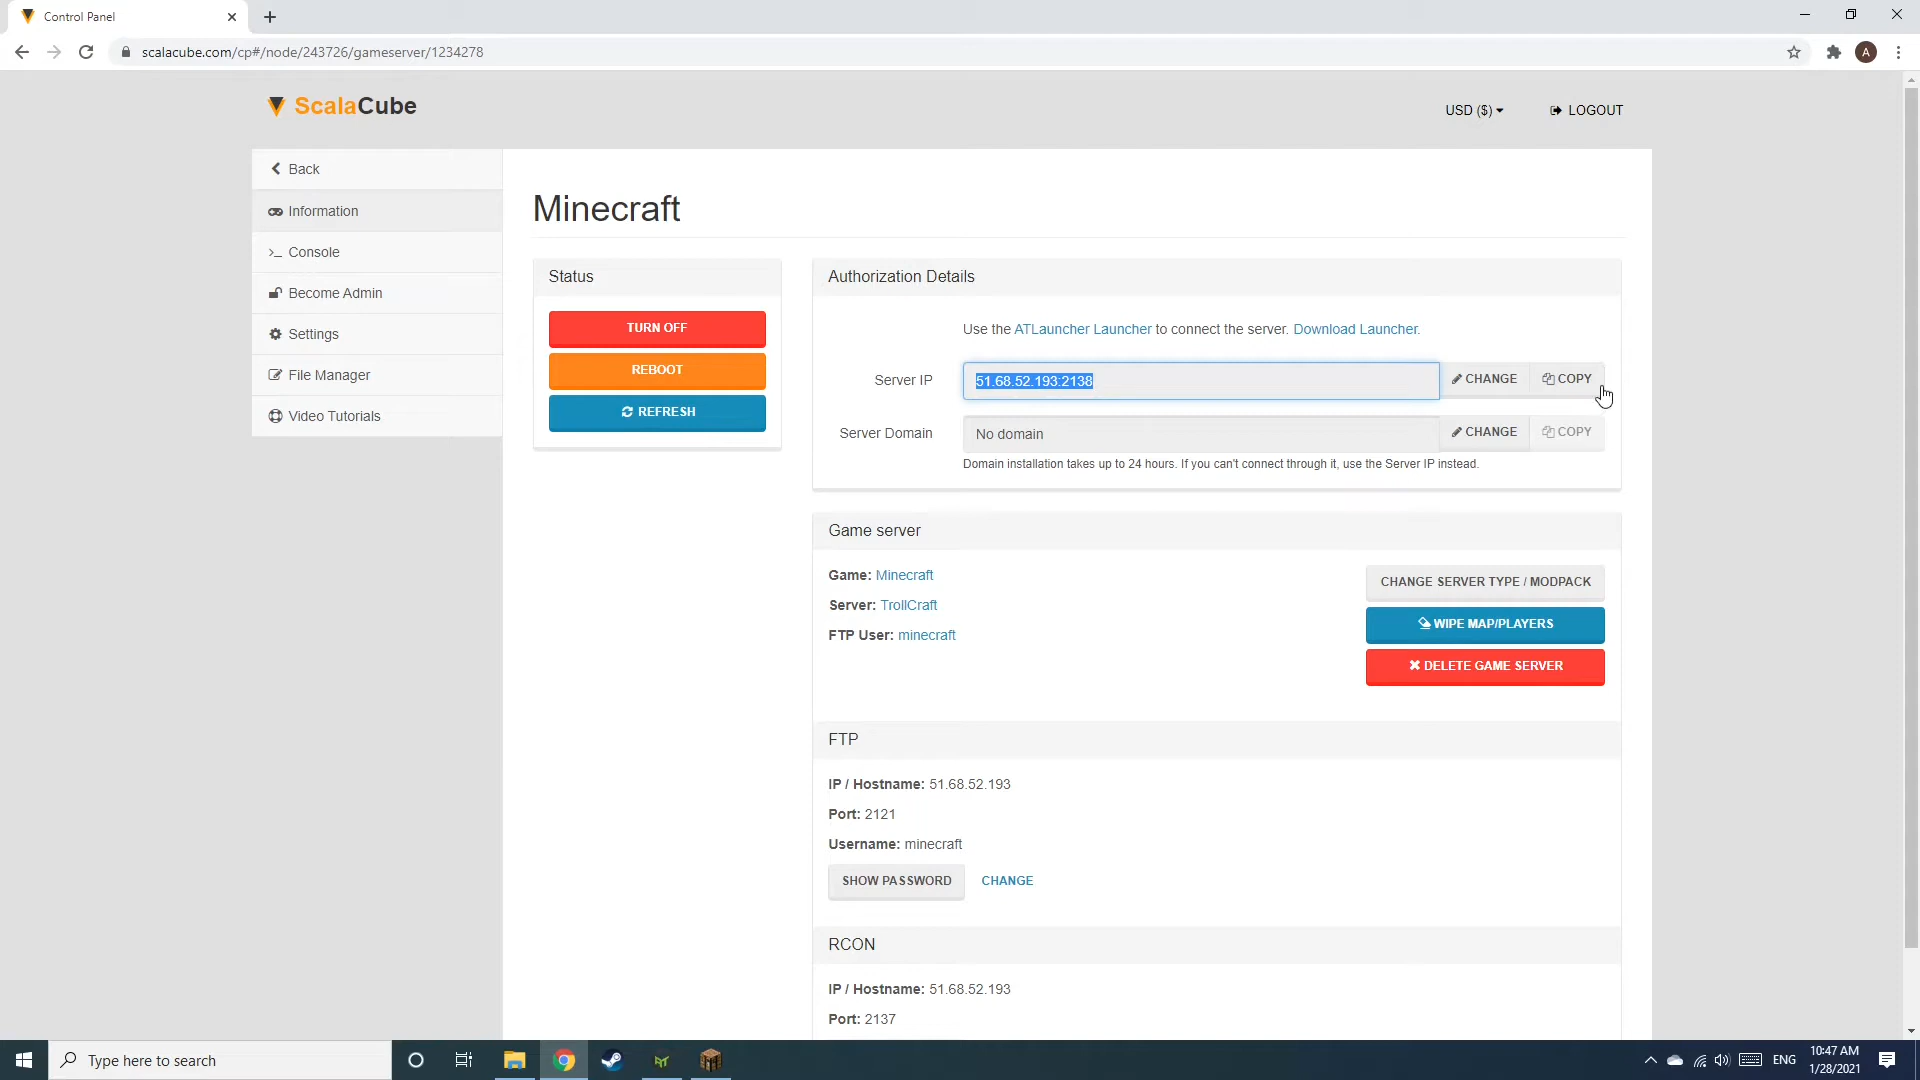 Control Panel
scalacube.com/cp#/node/243726/gameserver/1234278
A
ScalaCube
USD ($)
LOGOUT
Back
Information
Console
Become Admin
Settings
File Manager
Video Tutorials
Minecraft
Status
TURN OFF
REBOOT
REFRESH
Authorization Details
Use the ATLauncher Launcher to connect the server. Download Launcher.
Server IP 51.68.52.193:2138 CHANGE COPY
Server Domain No domain CHANGE COPY
Domain installation takes up to 24 hours. If you can't connect through it, use the Server IP instead.
Game server
Game: Minecraft
Server: TrollCraft
FTP User: minecraft
CHANGE SERVER TYPE / MODPACK
WIPE MAP/PLAYERS
DELETE GAME SERVER
FTP
IP / Hostname: 51.68.52.193
Port: 2121
Username: minecraft
SHOW PASSWORD CHANGE
RCON
IP / Hostname: 51.68.52.193
Port: 2137
Type here to search
ENG
10:47 AM
1/28/2021